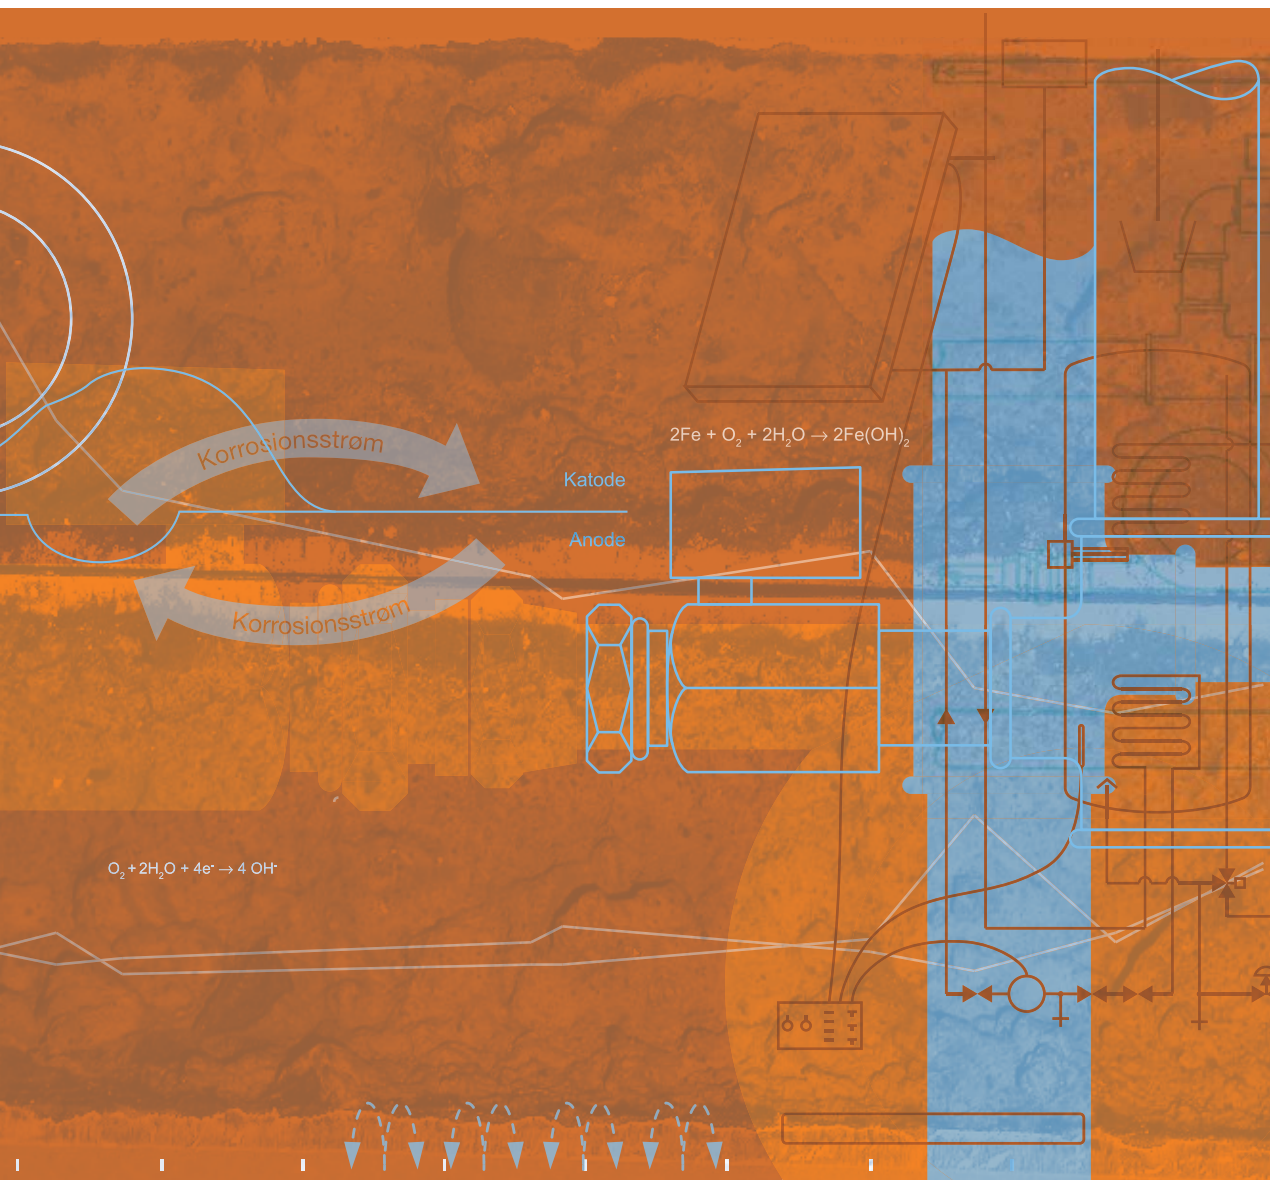 2Fe + O₂ + 2H₂O → 2Fe(OH)₂
Korrosionsstrøm
Katode
Anode
Korrosionsstrøm
O₂ + 2H₂O + 4e⁻ → 4 OH⁻